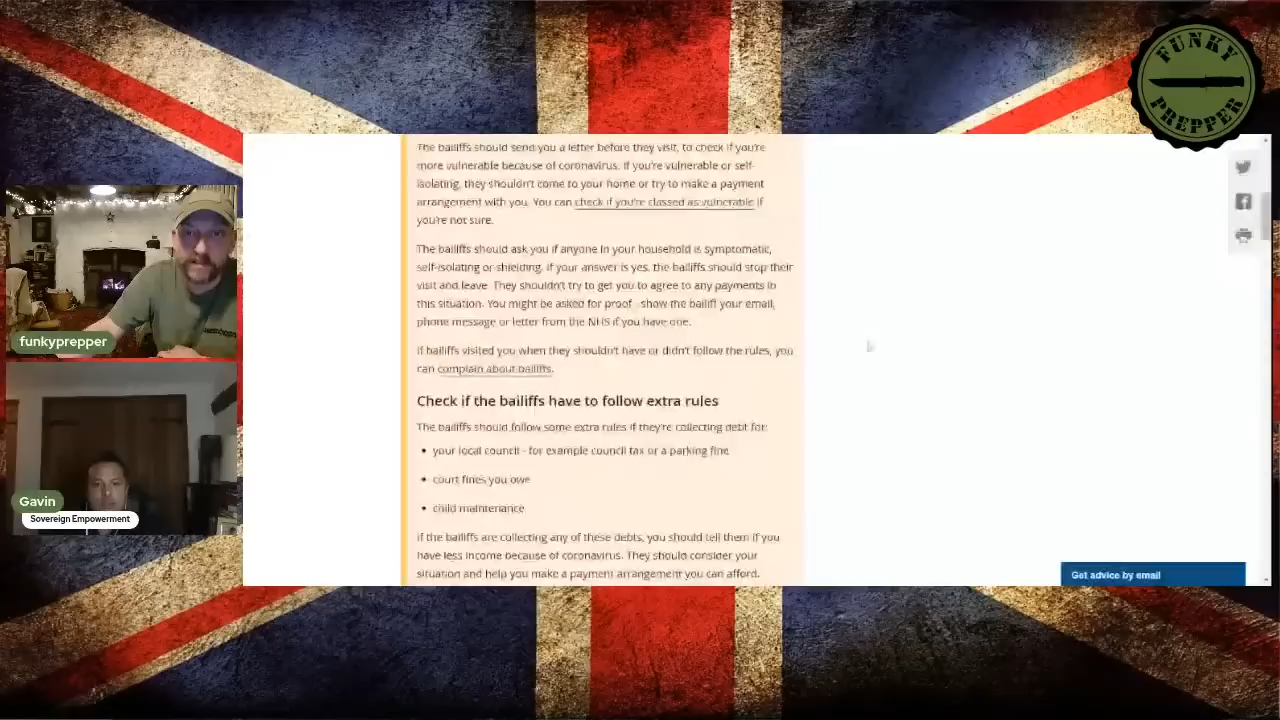 FUNKY
PREPPER
The bailiffs should send you a letter before they visit, to check if you're
more vulnerable because of coronavirus. If you're vulnerable or self-
isolating, they shouldn't come to your home or try to make a payment
arrangement with you. You can check if you're classed as vulnerable if
you're not sure.
The bailiffs should ask you if anyone in your household is symptomatic,
self-isolating or shielding. If your answer is yes, the bailiffs should stop their
visit and leave. They shouldn't try to get you to agree to any payments in
this situation. You might be asked for proof - show the bailiff your email,
phone message or letter from the NHS if you have one.
If bailiffs visited you when they shouldn't have or didn't follow the rules, you
can complain about bailiffs.
Check if the bailiffs have to follow extra rules
The bailiffs should follow some extra rules if they're collecting debt for:
• your local council - for example council tax or a parking fine
• court fines you owe
• child maintenance
If the bailiffs are collecting any of these debts, you should tell them if you
have less income because of coronavirus. They should consider your
situation and help you make a payment arrangement you can afford.
Get advice by email
funkyprepper
Gavin
Sovereign Empowerment